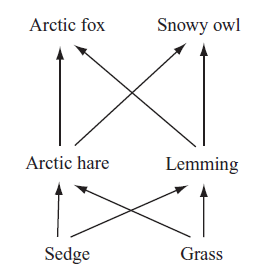 Arctic fox Snowy owl
Arctic hare Lemming
Sedge Grass